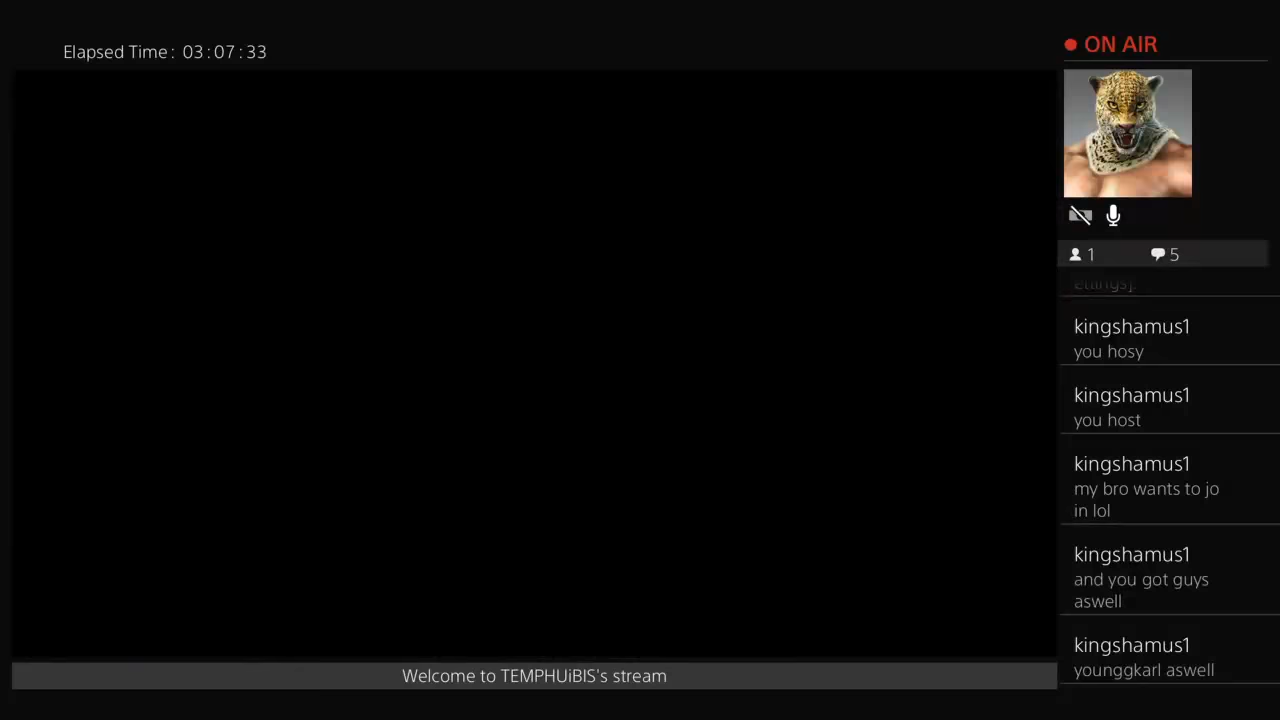 Elapsed Time: 03:07:33
ON AIR
1
5
ettings].
kingshamus1
you hosy
kingshamus1
you host
kingshamus1
my bro wants to jo
in lol
kingshamus1
and you got guys
aswell
kingshamus1
younggkarl aswell
Welcome to TEMPHUiBIS's stream